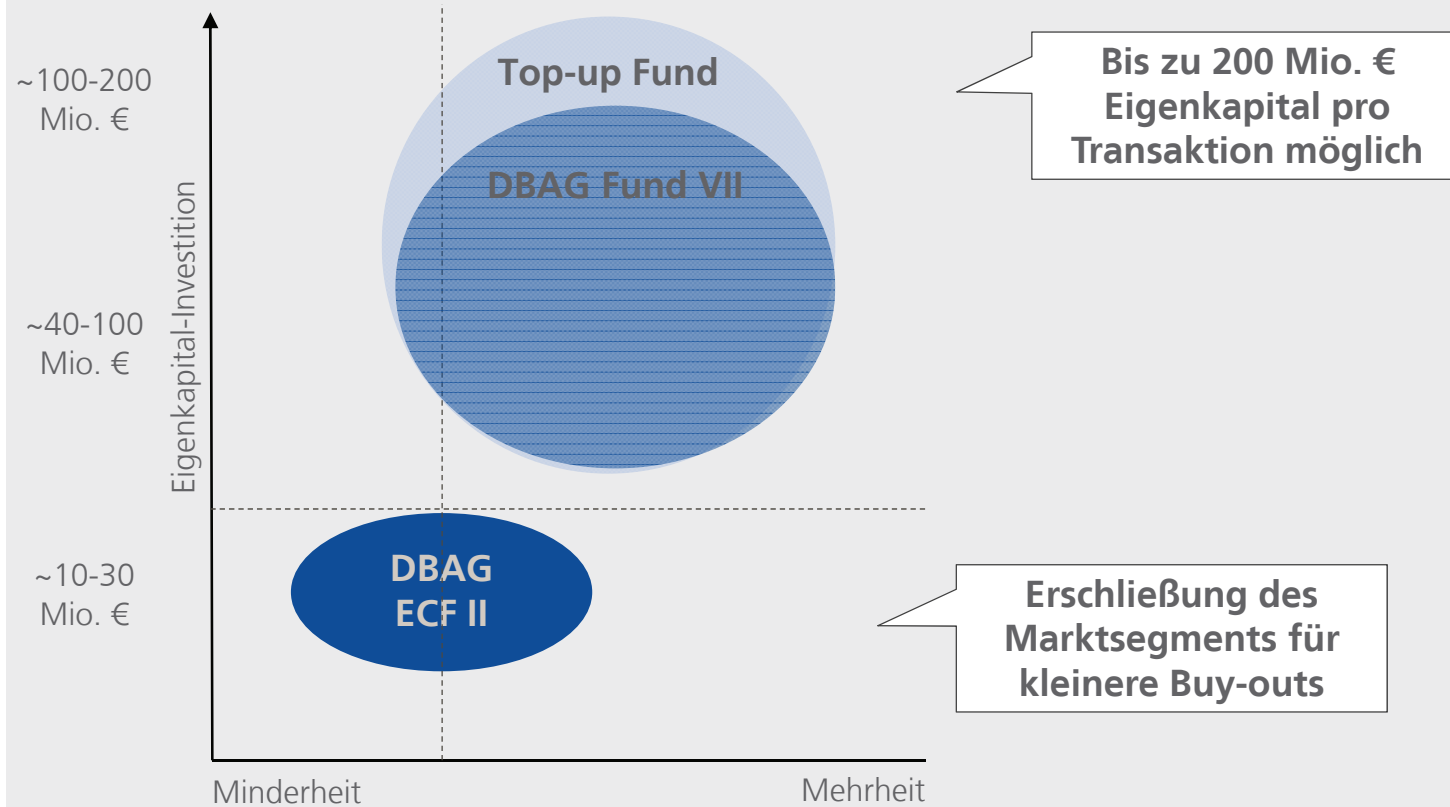 ~100-200
Mio. €
~40-100
Mio. €
~10-30
Mio. €
Eigenkapital-Investition
Top-up Fund
DBAG Fund VII
DBAG
ECF II
Minderheit
Mehrheit
Bis zu 200 Mio. €
Eigenkapital pro
Transaktion möglich
Erschließung des
Marktsegments für
kleinere Buy-outs